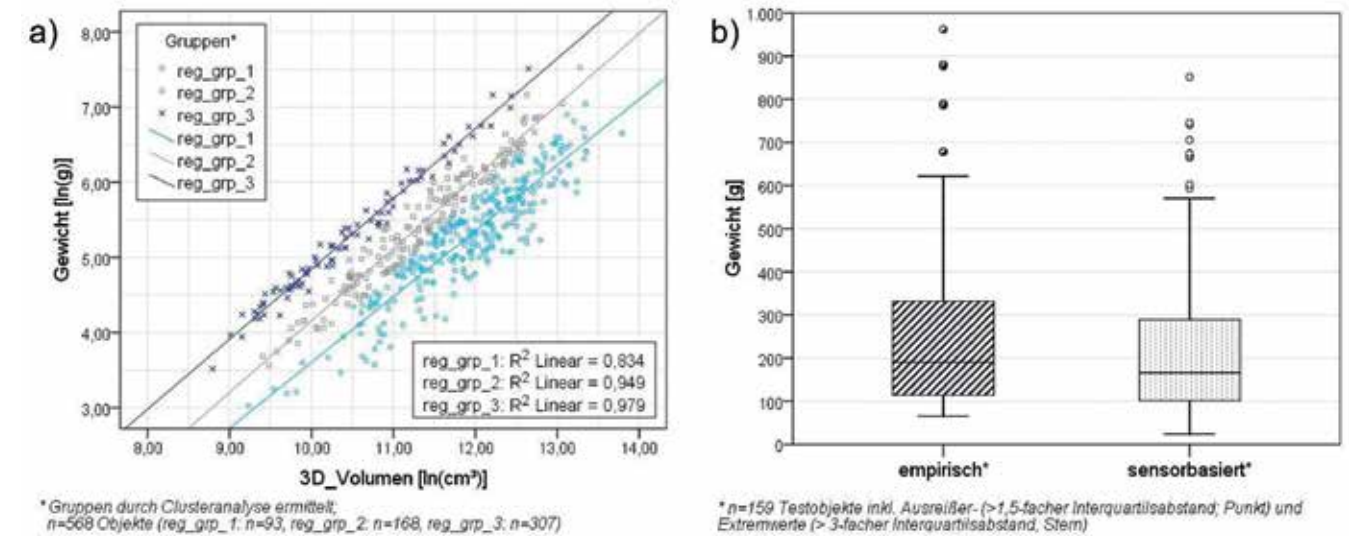 a)
Gruppen*
reg_grp_1
reg_grp_2
reg_grp_3
reg_grp_1
reg_grp_2
reg_grp_3
8,00
7,00
6,00
5,00
4,00
3,00
Gewicht [ln(g)]
reg_grp_1: R² Linear = 0,834
reg_grp_2: R² Linear = 0,949
reg_grp_3: R² Linear = 0,979
8,00 9,00 10,00 11,00 12,00 13,00 14,00
3D_Volumen [ln(cm³)]
* Gruppen durch Clusteranalyse ermittelt;
n=568 Objekte (reg_grp_1: n=93, reg_grp_2: n=168, reg_grp_3: n=307)
b)
1.000
900
800
700
600
500
400
300
200
100
0
Gewicht [g]
empirisch* sensorbasiert*
* n=159 Testobjekte inkl. Ausreißer- (>1,5-facher Interquartilsabstand; Punkt) und
Extremwerte (> 3-facher Interquartilsabstand, Stern)